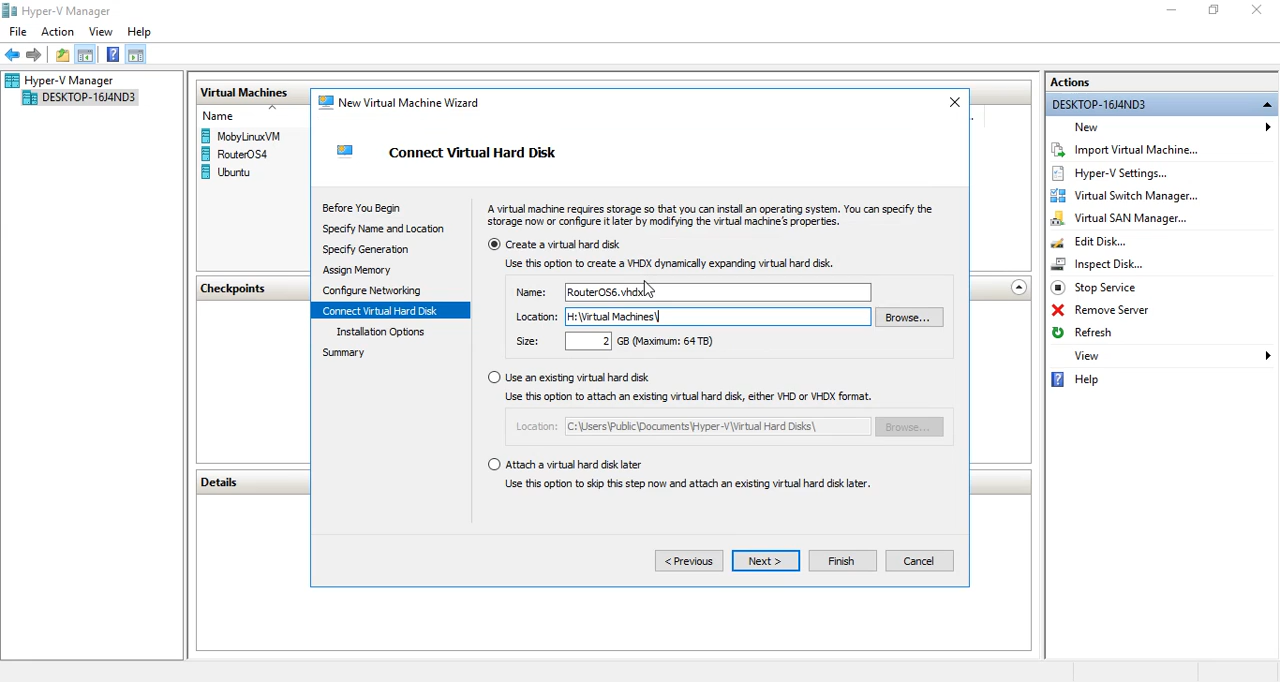 Hyper-V Manager
File Action View Help
Hyper-V Manager
DESKTOP-16J4ND3
Virtual Machines
Name
MobyLinuxVM
RouterOS4
Ubuntu
Checkpoints
Details
New Virtual Machine Wizard
Connect Virtual Hard Disk
Before You Begin
Specify Name and Location
Specify Generation
Assign Memory
Configure Networking
Connect Virtual Hard Disk
Installation Options
Summary
A virtual machine requires storage so that you can install an operating system. You can specify the
storage now or configure it later by modifying the virtual machine's properties.
Create a virtual hard disk
Use this option to create a VHDX dynamically expanding virtual hard disk.
Name: RouterOS6.vhdx
Location: H:\Virtual Machines\ Browse...
Size: 2 GB (Maximum: 64 TB)
Use an existing virtual hard disk
Use this option to attach an existing virtual hard disk, either VHD or VHDX format.
Location: C:\Users\Public\Documents\Hyper-V\Virtual Hard Disks\ Browse...
Attach a virtual hard disk later
Use this option to skip this step now and attach an existing virtual hard disk later.
< Previous Next > Finish Cancel
Actions
DESKTOP-16J4ND3
New
Import Virtual Machine...
Hyper-V Settings...
Virtual Switch Manager...
Virtual SAN Manager...
Edit Disk...
Inspect Disk...
Stop Service
Remove Server
Refresh
View
Help